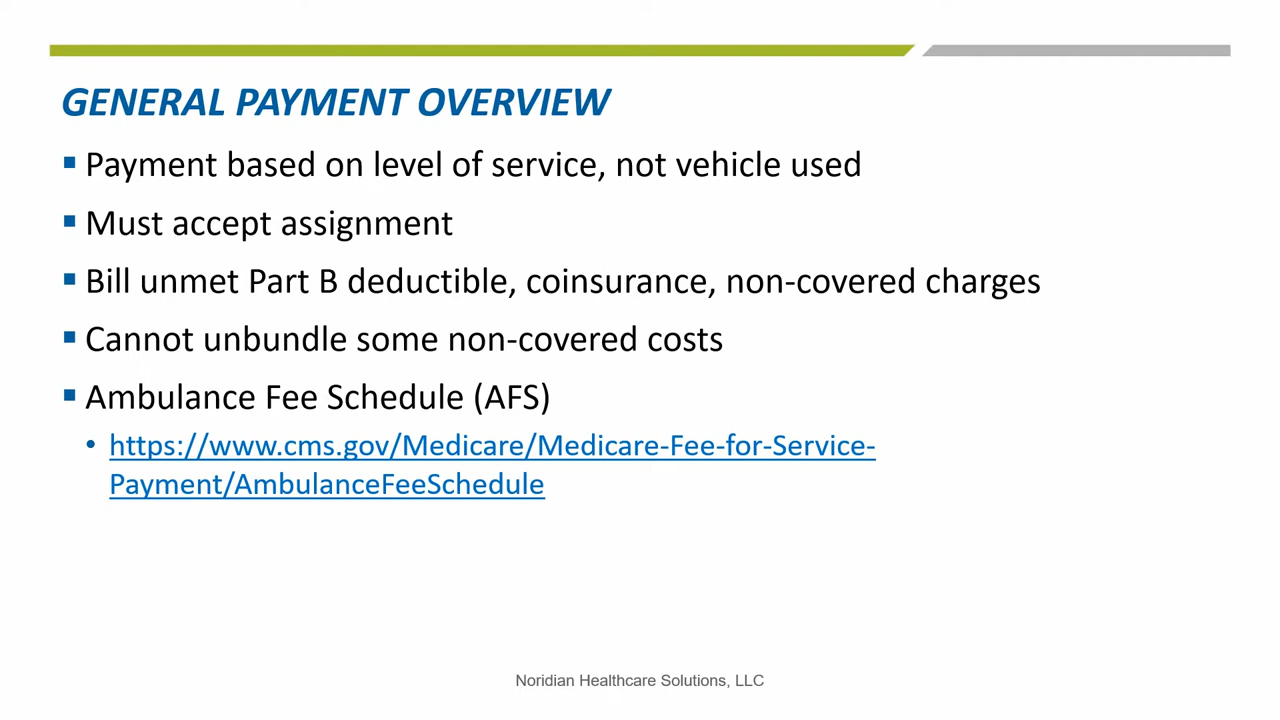 GENERAL PAYMENT OVERVIEW
Payment based on level of service, not vehicle used
Must accept assignment
Bill unmet Part B deductible, coinsurance, non-covered charges
Cannot unbundle some non-covered costs
Ambulance Fee Schedule (AFS)
https://www.cms.gov/Medicare/Medicare-Fee-for-Service-
Payment/AmbulanceFeeSchedule
Noridian Healthcare Solutions, LLC